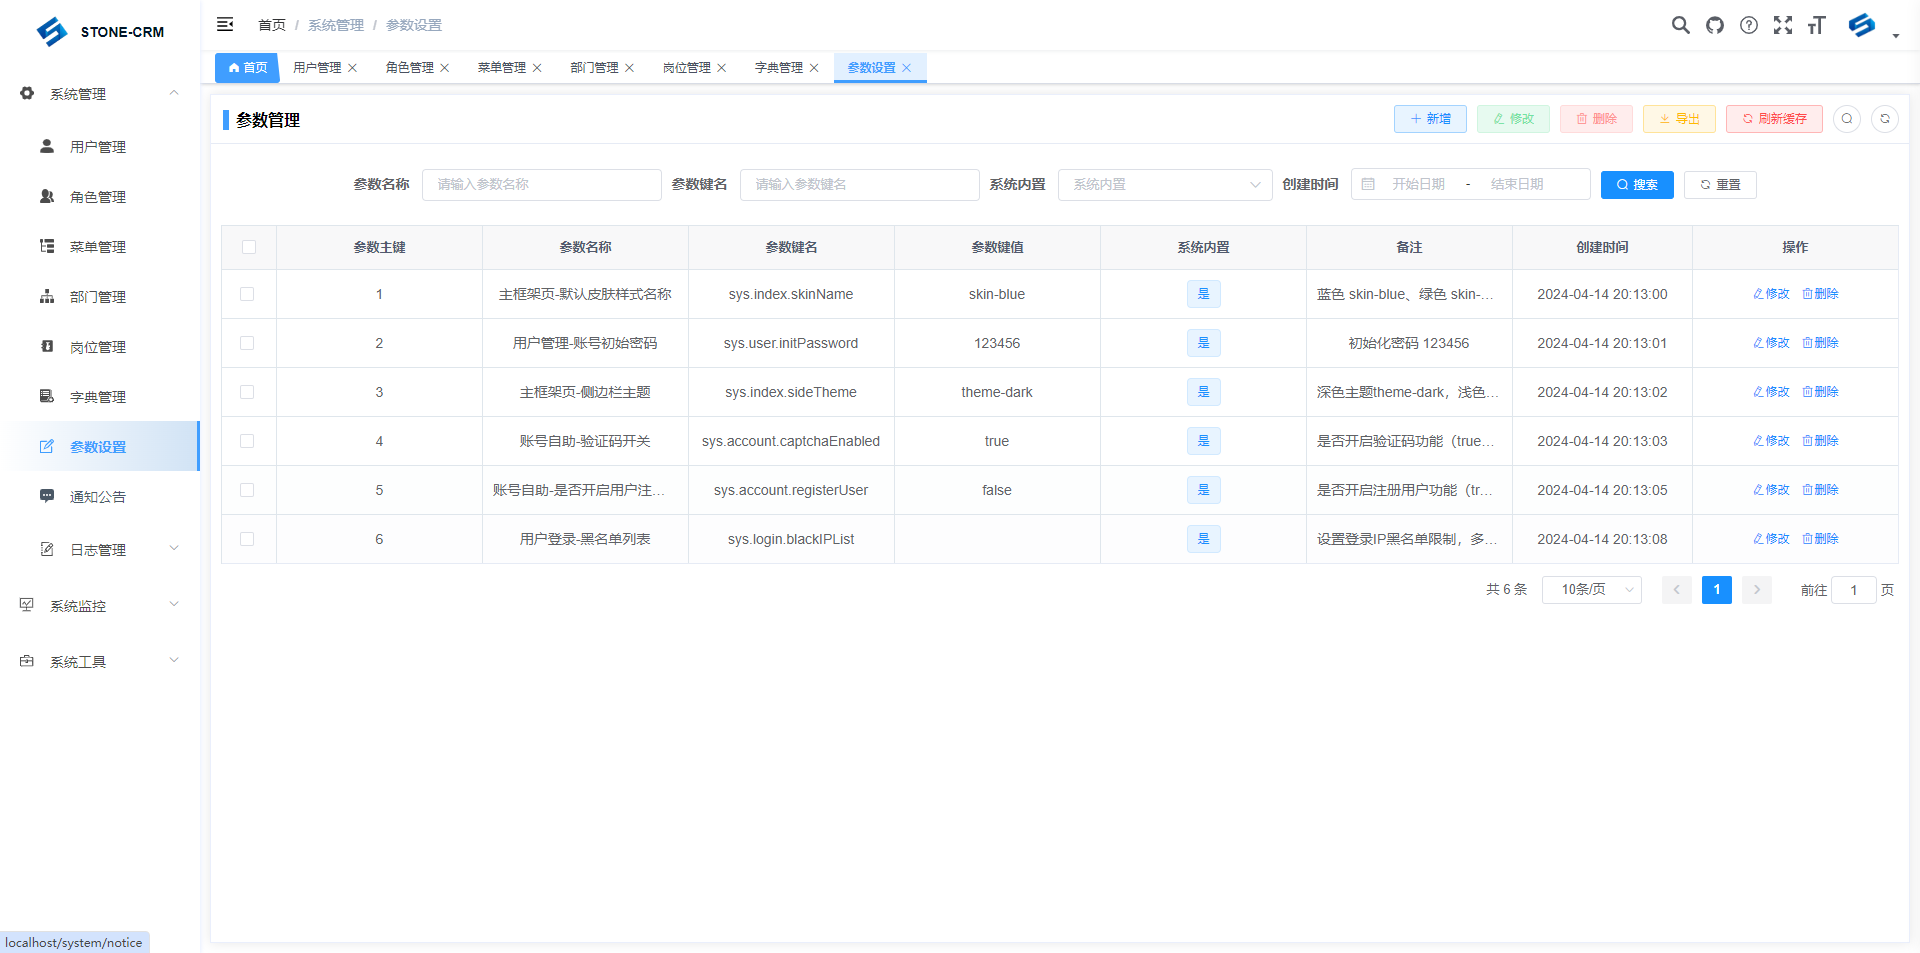 STONE-CRM
首页 / 系统管理 / 参数设置
首页 用户管理 角色管理 菜单管理 部门管理 岗位管理 字典管理 参数设置
系统管理
用户管理
角色管理
菜单管理
部门管理
岗位管理
字典管理
参数设置
通知公告
日志管理
系统监控
系统工具
参数管理
新增 修改 删除 导出 刷新缓存
参数名称 请输入参数名称 参数键名 请输入参数键名 系统内置 系统内置 创建时间 开始日期 - 结束日期 搜索 重置
参数主键 参数名称 参数键名 参数键值 系统内置 备注 创建时间 操作
1 主框架页-默认皮肤样式名称 sys.index.skinName skin-blue 是 蓝色 skin-blue、绿色 skin-... 2024-04-14 20:13:00 修改 删除
2 用户管理-账号初始密码 sys.user.initPassword 123456 是 初始化密码 123456 2024-04-14 20:13:01 修改 删除
3 主框架页-侧边栏主题 sys.index.sideTheme theme-dark 是 深色主题theme-dark，浅色... 2024-04-14 20:13:02 修改 删除
4 账号自助-验证码开关 sys.account.captchaEnabled true 是 是否开启验证码功能（true... 2024-04-14 20:13:03 修改 删除
5 账号自助-是否开启用户注... sys.account.registerUser false 是 是否开启注册用户功能（tr... 2024-04-14 20:13:05 修改 删除
6 用户登录-黑名单列表 sys.login.blackIPList 是 设置登录IP黑名单限制，多... 2024-04-14 20:13:08 修改 删除
共 6 条 10条/页 1 前往 1 页
localhost/system/notice